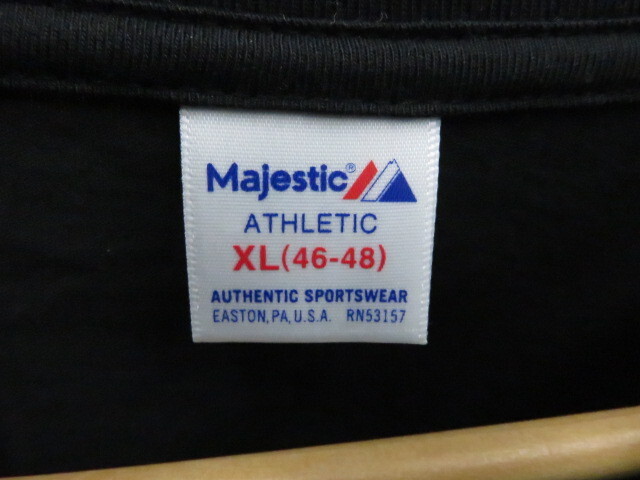 Majestic®
ATHLETIC
XL(46-48)
AUTHENTIC SPORTSWEAR
EASTON, PA, U.S.A. RN53157